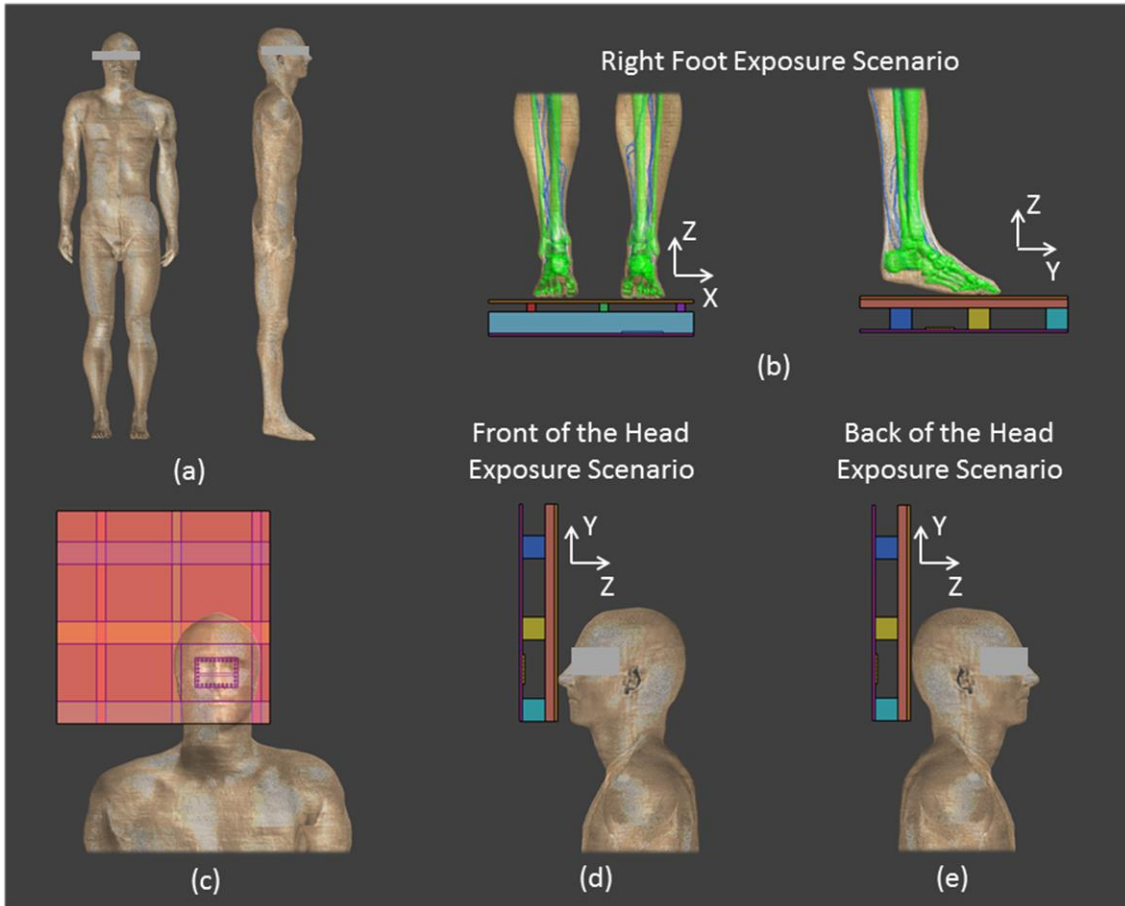 Right Foot Exposure Scenario
Z
X
Z
Y
(b)
(a)
Front of the Head
Exposure Scenario
Back of the Head
Exposure Scenario
Y
Z
Y
Z
(c)
(d)
(e)